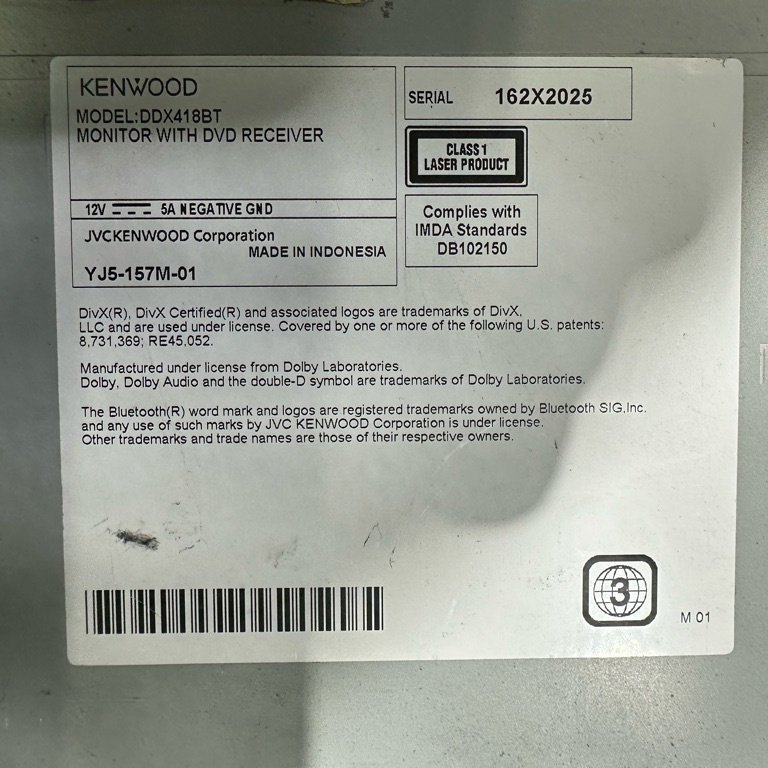 KENWOOD
MODEL:DDX418BT
MONITOR WITH DVD RECEIVER
12V 5A NEGATIVE GND
JVCKENWOOD Corporation
MADE IN INDONESIA
YJ5-157M-01
SERIAL 162X2025
CLASS 1
LASER PRODUCT
Complies with
IMDA Standards
DB102150
DivX(R), DivX Certified(R) and associated logos are trademarks of DivX,
LLC and are used under license. Covered by one or more of the following U.S. patents:
8,731,369; RE45,052.
Manufactured under license from Dolby Laboratories.
Dolby, Dolby Audio and the double-D symbol are trademarks of Dolby Laboratories.
The Bluetooth(R) word mark and logos are registered trademarks owned by Bluetooth SIG.Inc.
and any use of such marks by JVC KENWOOD Corporation is under license.
Other trademarks and trade names are those of their respective owners.
3
M 01